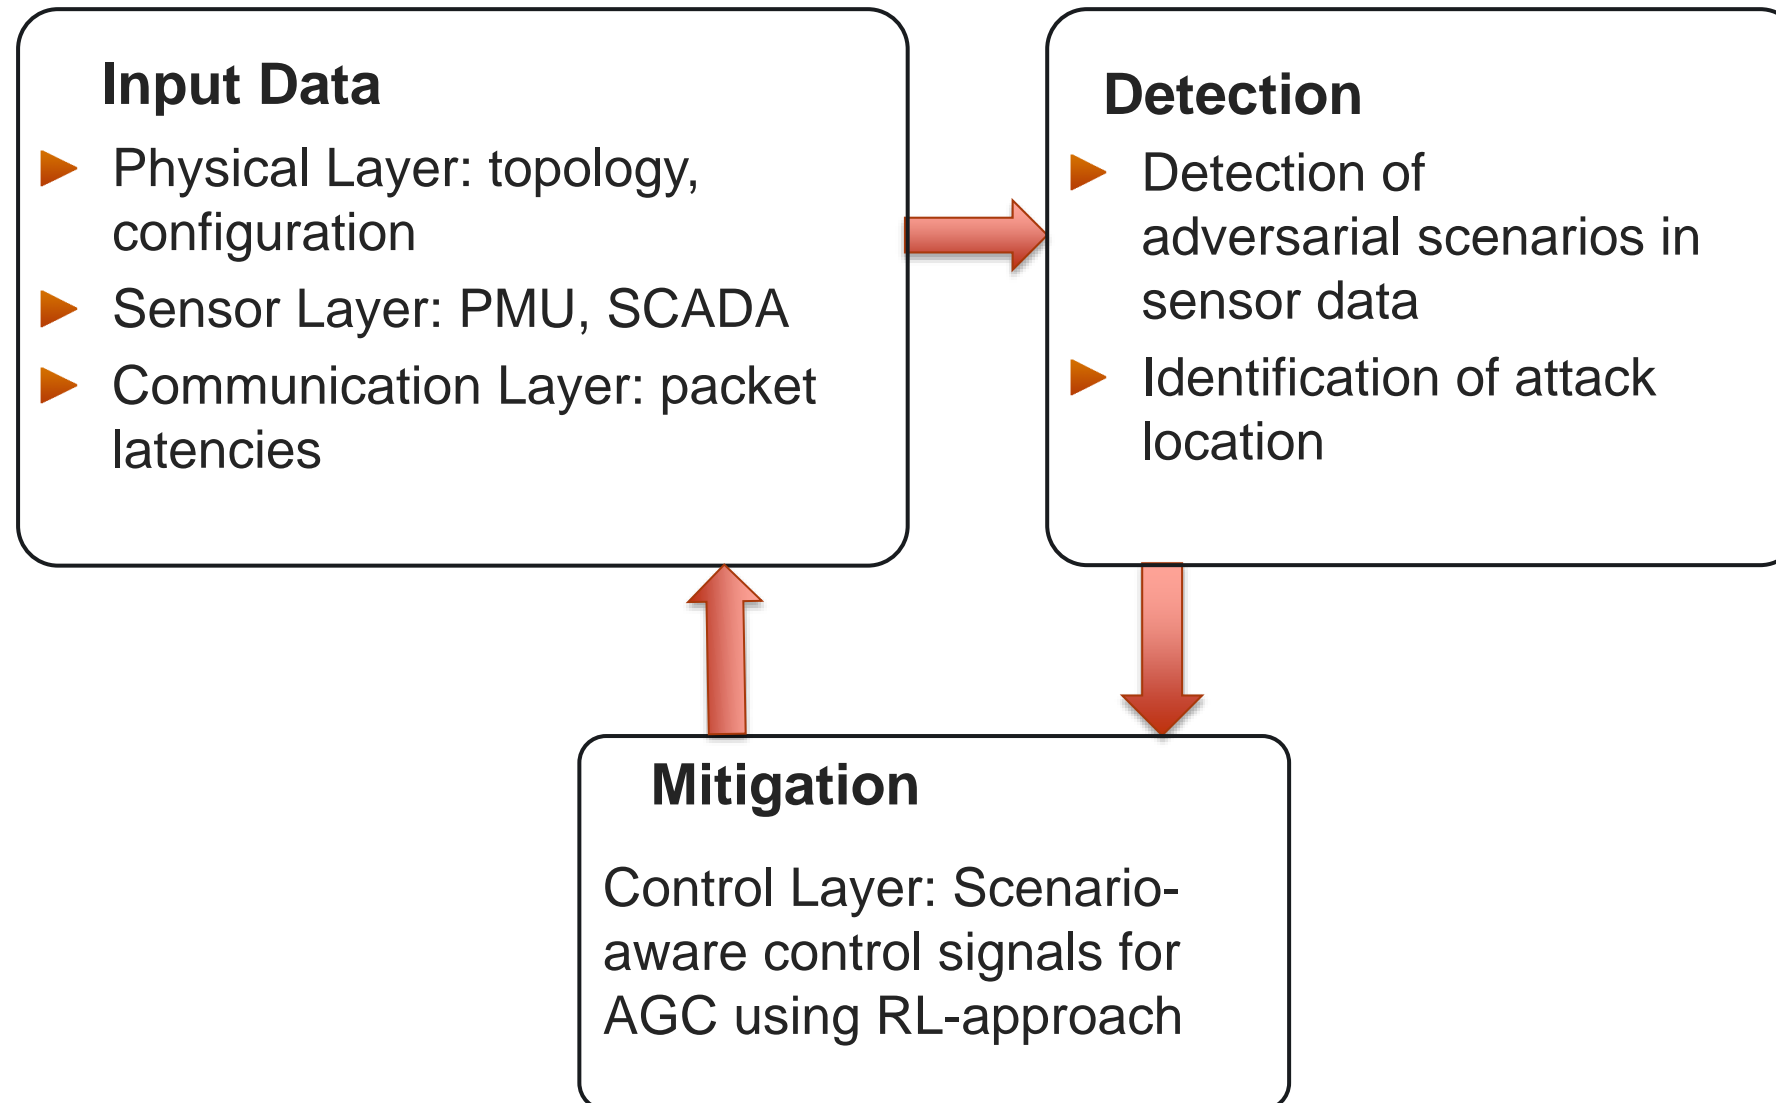 Input Data
Physical Layer: topology,
configuration
Sensor Layer: PMU, SCADA
Communication Layer: packet
latencies
Detection
Detection of
adversarial scenarios in
sensor data
Identification of attack
location
Mitigation
Control Layer: Scenario-
aware control signals for
AGC using RL-approach